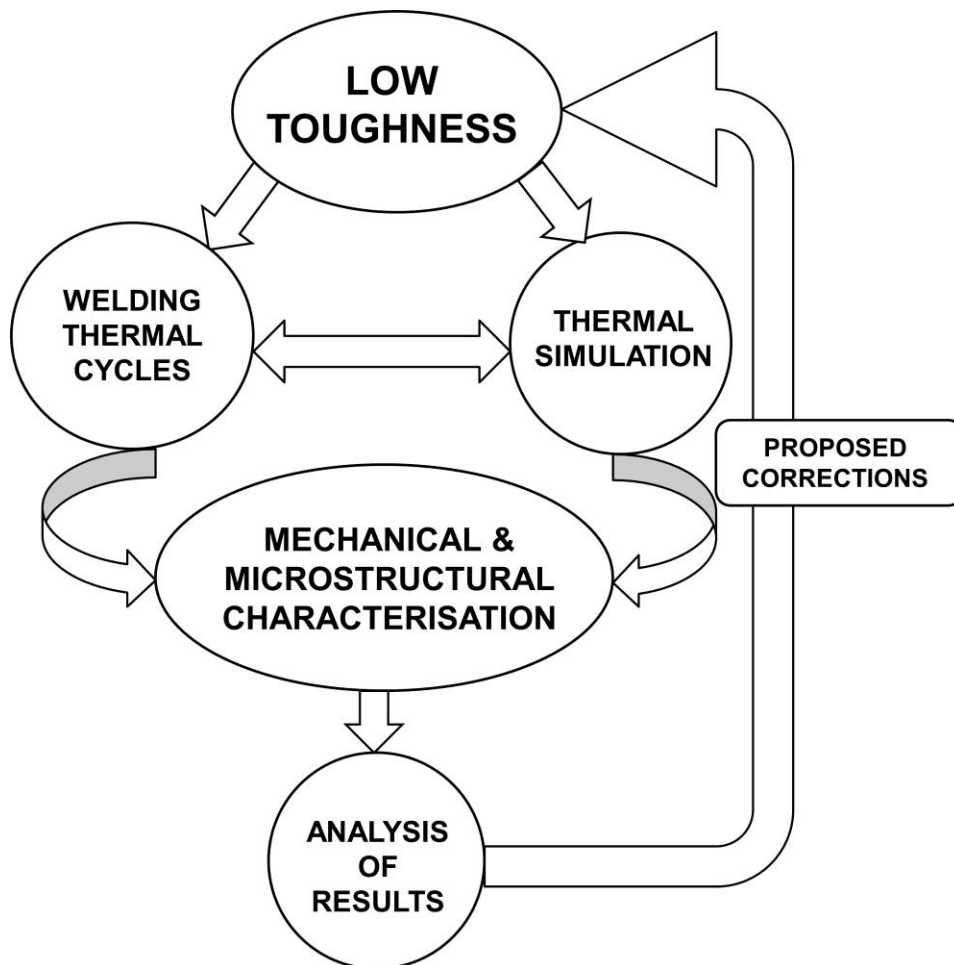 LOW
TOUGHNESS
WELDING
THERMAL
CYCLES
THERMAL
SIMULATION
PROPOSED
CORRECTIONS
MECHANICAL &
MICROSTRUCTURAL
CHARACTERISATION
ANALYSIS
OF
RESULTS